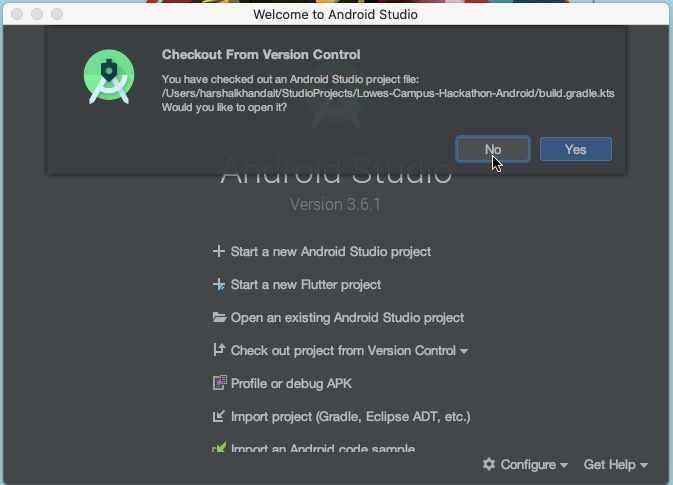 Welcome to Android Studio
Checkout From Version Control
You have checked out an Android Studio project file:
/Users/harshalkhandait/StudioProjects/Lowes-Campus-Hackathon-Android/build.gradle.kts
Would you like to open it?
No
Yes
Android Studio
Version 3.6.1
Start a new Android Studio project
Start a new Flutter project
Open an existing Android Studio project
Check out project from Version Control
Profile or debug APK
Import project (Gradle, Eclipse ADT, etc.)
Import an Android code sample
Configure
Get Help